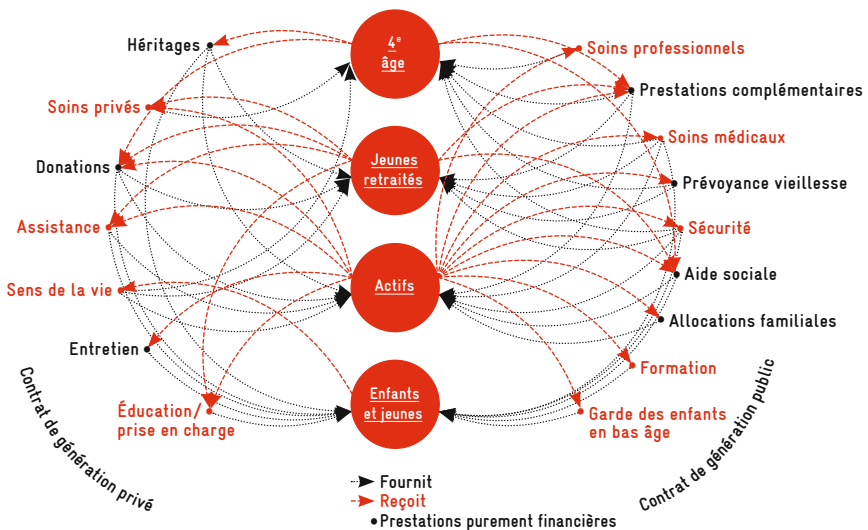 Héritages
Soins privés
Donations
Assistance
Sens de la vie
Entretien
Éducation/
prise en charge
Contrat de génération privé
4e
âge
Jeunes
retraités
Actifs
Enfants
et jeunes
Soins professionnels
Prestations complémentaires
Soins médicaux
Prévoyance vieillesse
Sécurité
Aide sociale
Allocations familiales
Formation
Garde des enfants
en bas âge
Contrat de génération public
Fournit
Reçoit
Prestations purement financières